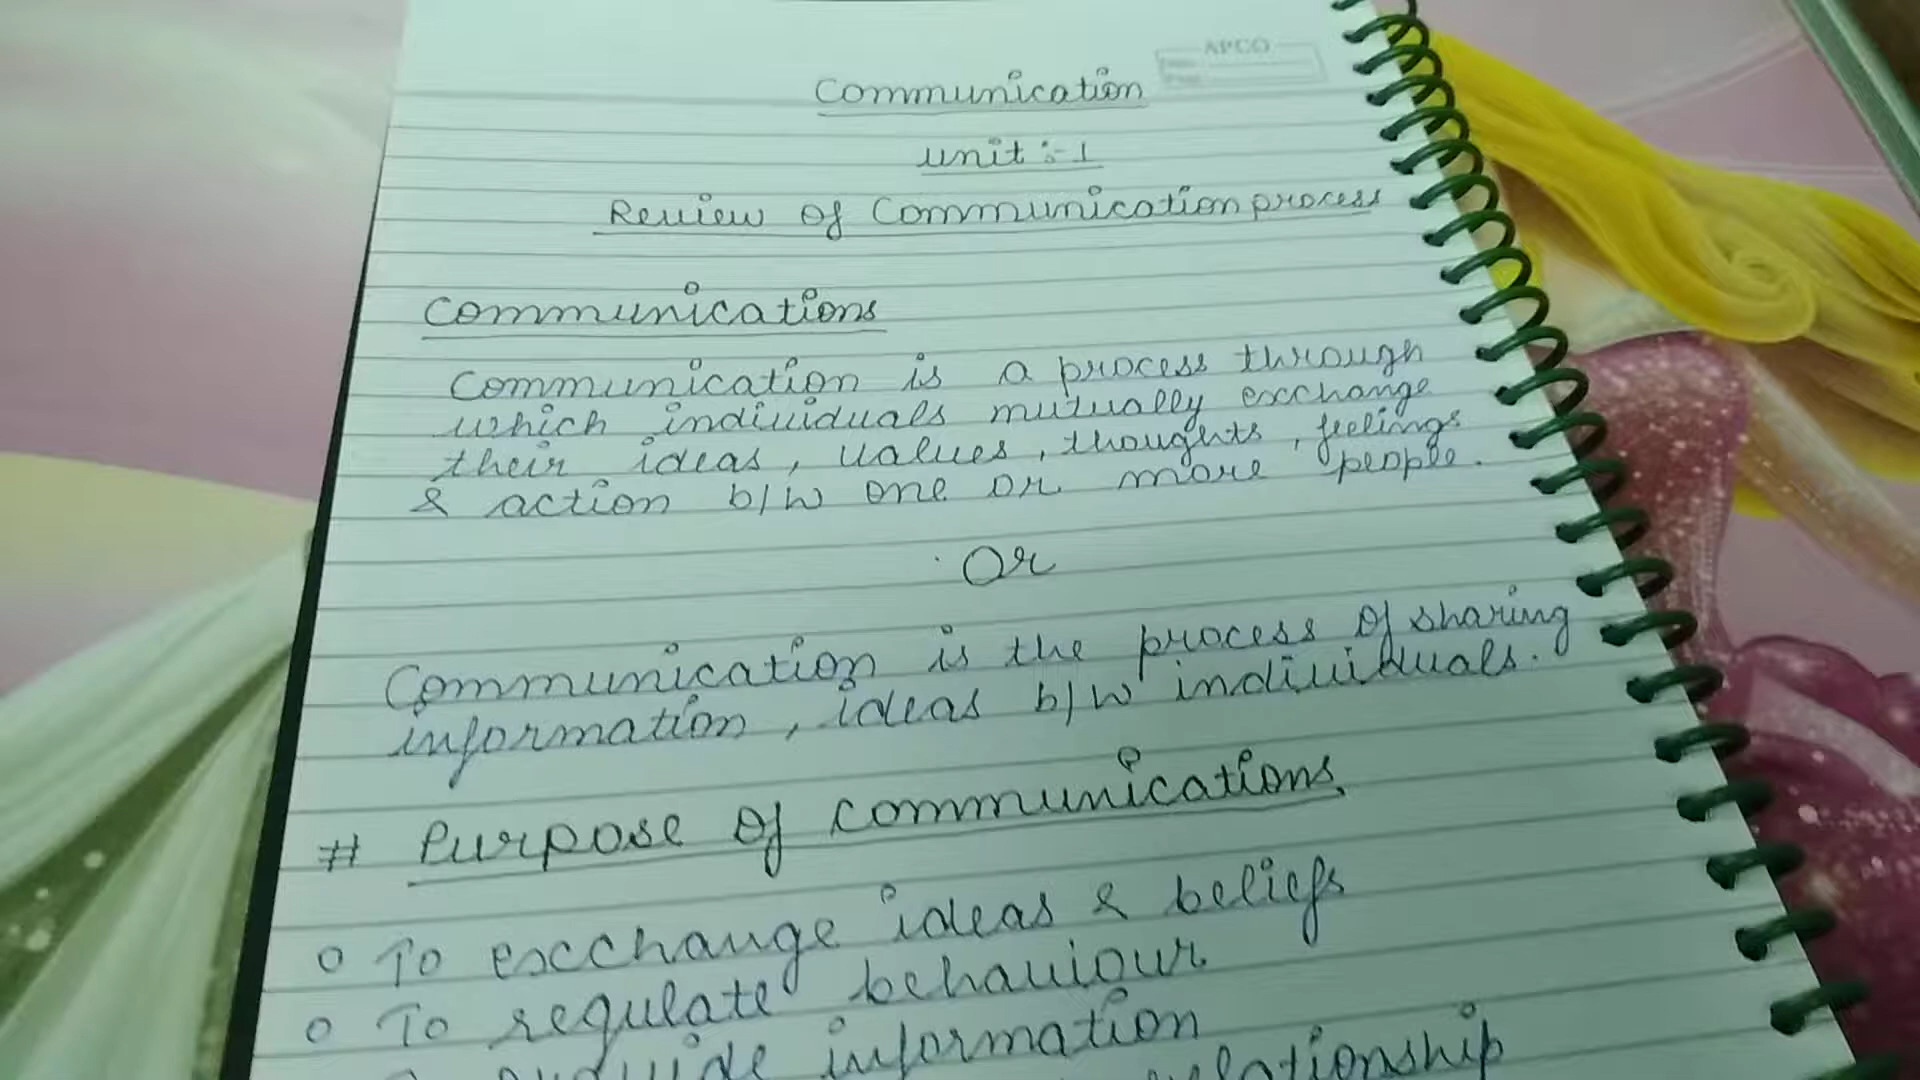 APCO
Communication
Unit :- 1
Review of Communication process
Communications
Communication is a process through
which individuals mutually exchange
their ideas, values, thoughts, feelings
& action b/w one or more people.
Or
Communication is the process of sharing
information, ideas b/w individuals.
# Purpose of communications
o To exchange ideas & beliefs
o To regulate behaviour
provide information
relationship